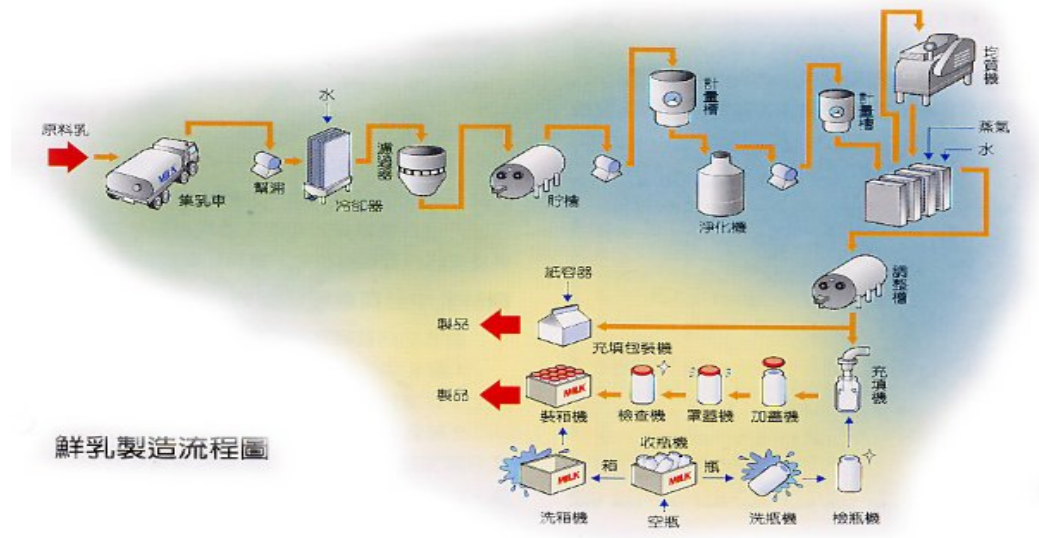 原料乳
MILK
集乳車
幫浦
水
冷卻器
濾過器
貯槽
計量槽
淨化機
計量槽
均質機
蒸氣
水
調整槽
紙容器
製品
充填包裝機
充填機
製品
MILK
裝箱機
檢查機
罩蓋機
加蓋機
鮮乳製造流程圖
收瓶機
箱
瓶
MILK
MILK
洗箱機
空瓶
洗瓶機
檢瓶機